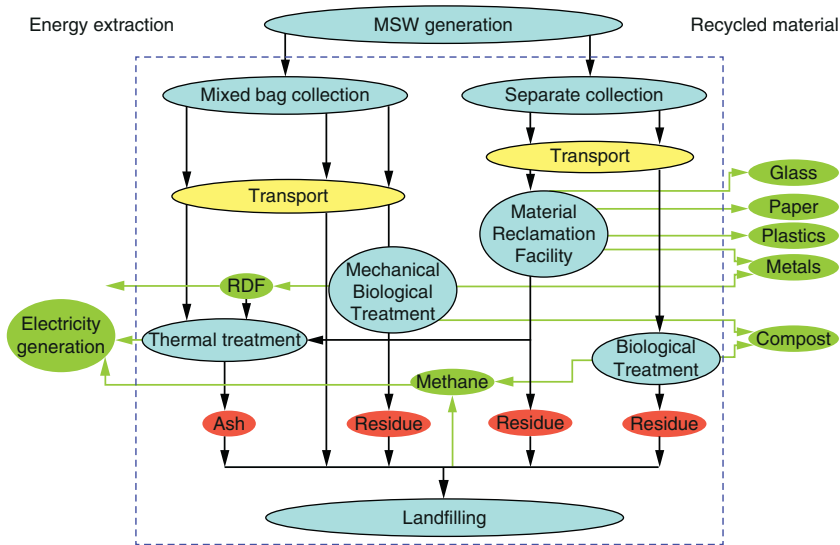 Energy extraction
MSW generation
Recycled material
Mixed bag collection
Separate collection
Transport
Glass
Transport
Material
Reclamation
Facility
Paper
Plastics
Metals
RDF
Mechanical
Biological
Treatment
Electricity
generation
Thermal treatment
Biological
Treatment
Compost
Methane
Ash
Residue
Residue
Residue
Landfilling